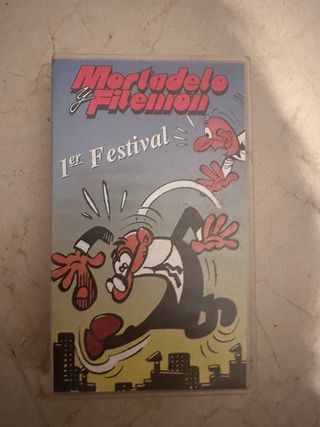 Mortadelo
y Filemón
1er Festival